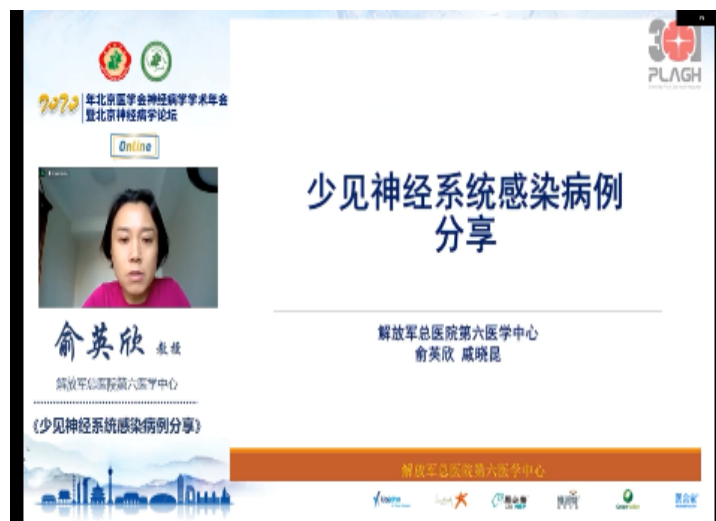 2020
年北京医学会神经病学学术年会
暨北京神经病学论坛
Online
俞英欣 教授
解放军总医院第六医学中心
《少见神经系统感染病例分享》
301
PLAGH
少见神经系统感染病例
分享
解放军总医院第六医学中心
俞英欣 戚晓昆
解放军总医院第六医学中心